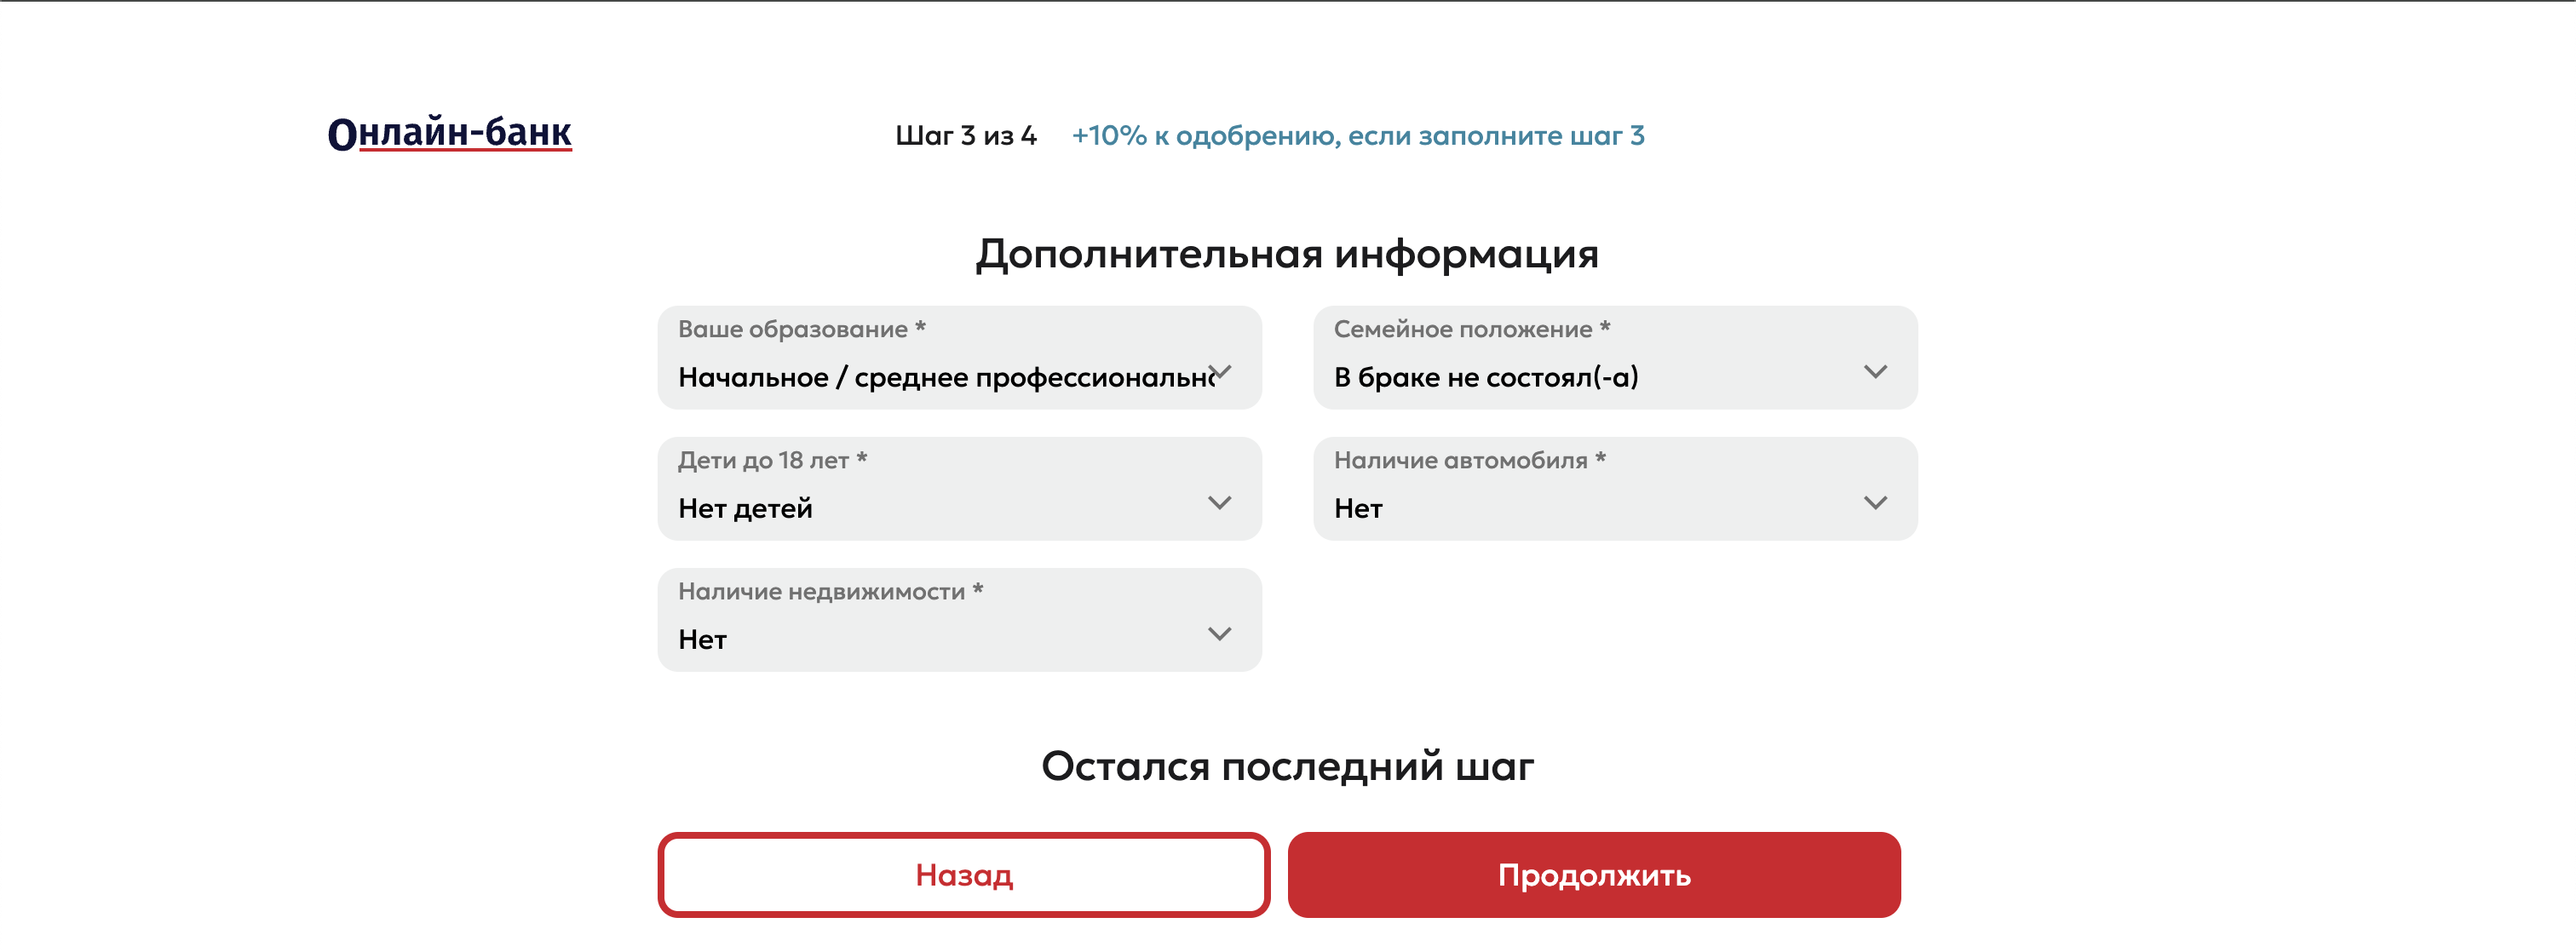 Онлайн-банк
Шаг 3 из 4 +10% к одобрению, если заполните шаг 3
Дополнительная информация
Ваше образование *
Начальное / среднее профессионально
Семейное положение *
В браке не состоял(-а)
Дети до 18 лет *
Нет детей
Наличие автомобиля *
Нет
Наличие недвижимости *
Нет
Остался последний шаг
Назад
Продолжить